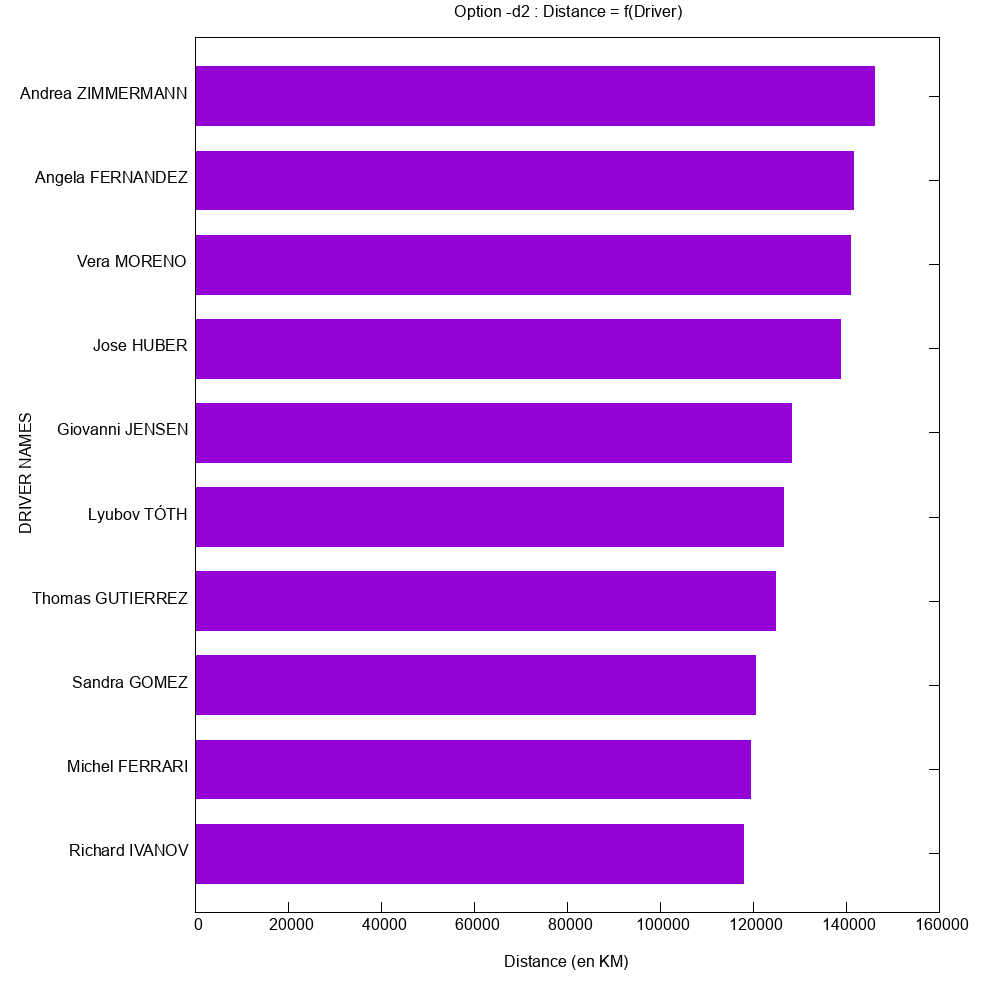 Option -d2 : Distance = f(Driver)
Andrea ZIMMERMANN
Angela FERNANDEZ
Vera MORENO
Jose HUBER
Giovanni JENSEN
Lyubov TÓTH
Thomas GUTIERREZ
Sandra GOMEZ
Michel FERRARI
Richard IVANOV
DRIVER NAMES
0 20000 40000 60000 80000 100000 120000 140000 160000
Distance (en KM)